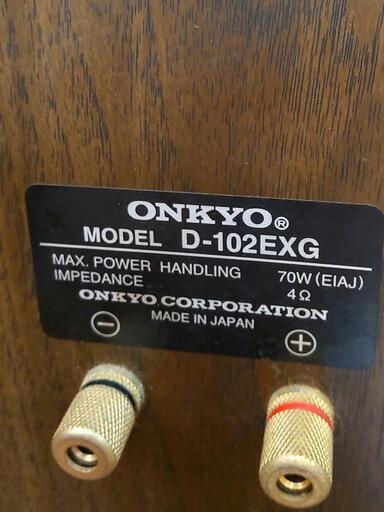 ONKYO®
MODEL D-102EXG
MAX. POWER HANDLING 70W (EIAJ)
IMPEDANCE 4Ω
ONKYO CORPORATION
MADE IN JAPAN
⊖ ⊕